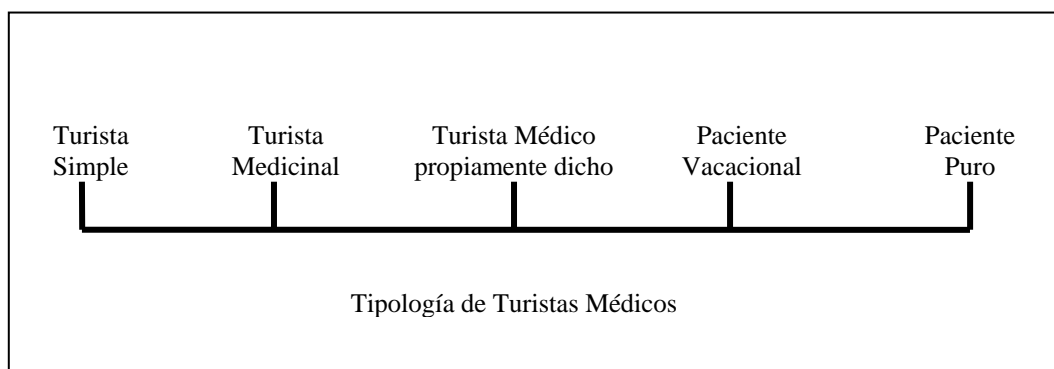 Turista Simple
Turista Medicinal
Turista Médico propiamente dicho
Paciente Vacacional
Paciente Puro
Tipología de Turistas Médicos